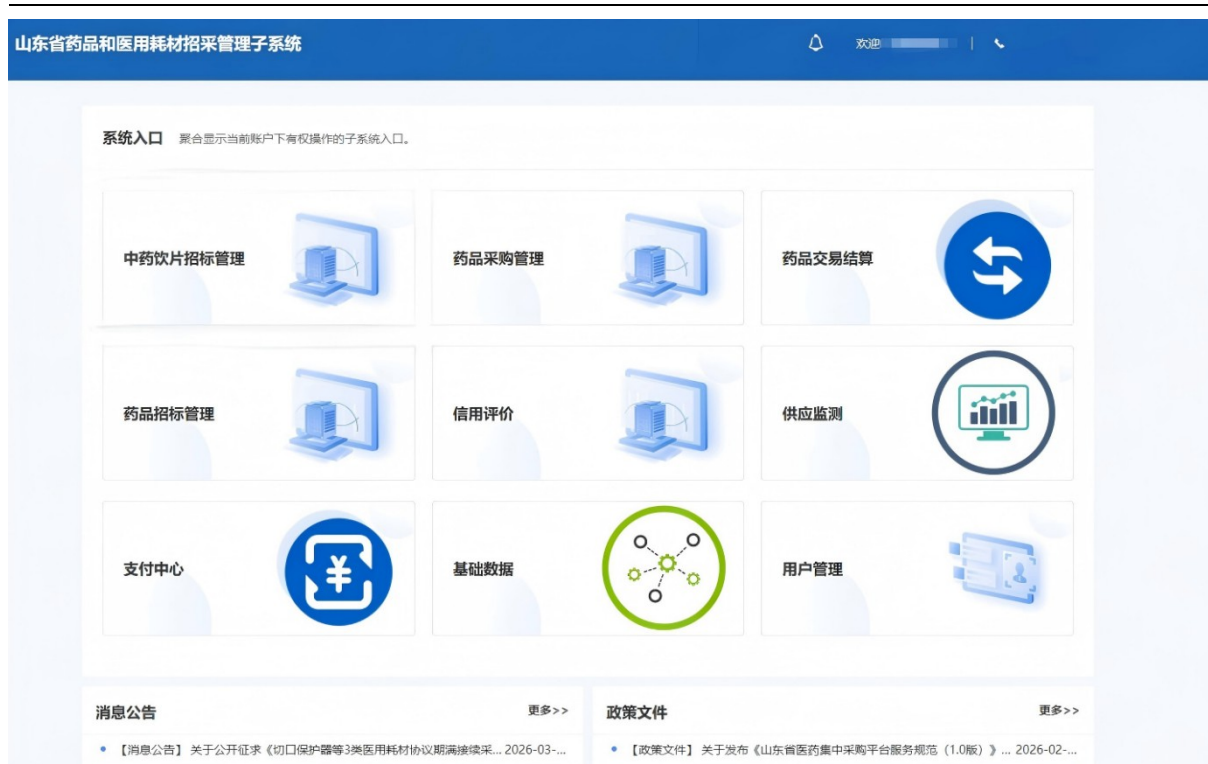 山东省药品和医用耗材招采管理子系统
欢迎
系统入口 聚合显示当前账户下有权操作的子系统入口。
中药饮片招标管理
药品采购管理
药品交易结算
药品招标管理
信用评价
供应监测
支付中心
基础数据
用户管理
消息公告 更多>>
政策文件 更多>>
【消息公告】 关于公开征求《切口保护器等3类医用耗材协议期满接续采... 2026-03-...
【政策文件】 关于发布《山东省医药集中采购平台服务规范（1.0版）》... 2026-02-...